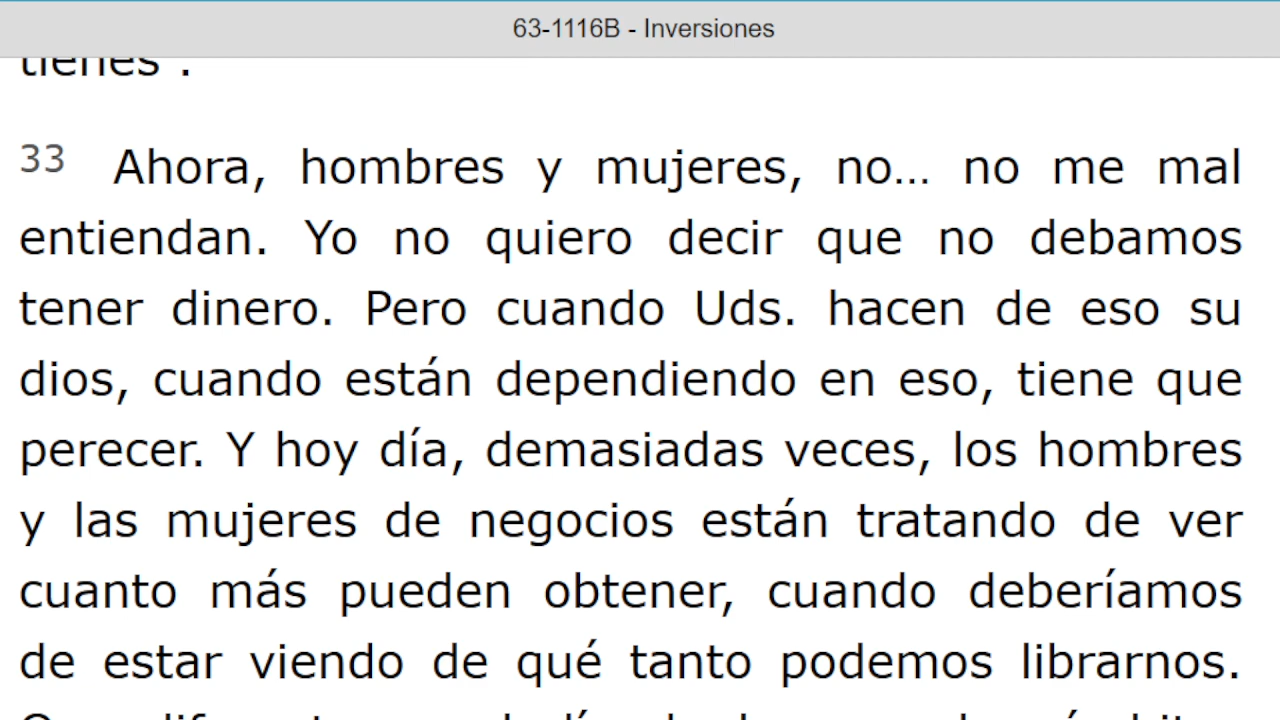 63-1116B - Inversiones
tienes".
33 Ahora, hombres y mujeres, no... no me mal
entiendan. Yo no quiero decir que no debamos
tener dinero. Pero cuando Uds. hacen de eso su
dios, cuando están dependiendo en eso, tiene que
perecer. Y hoy día, demasiadas veces, los hombres
y las mujeres de negocios están tratando de ver
cuanto más pueden obtener, cuando deberíamos
de estar viendo de qué tanto podemos librarnos.